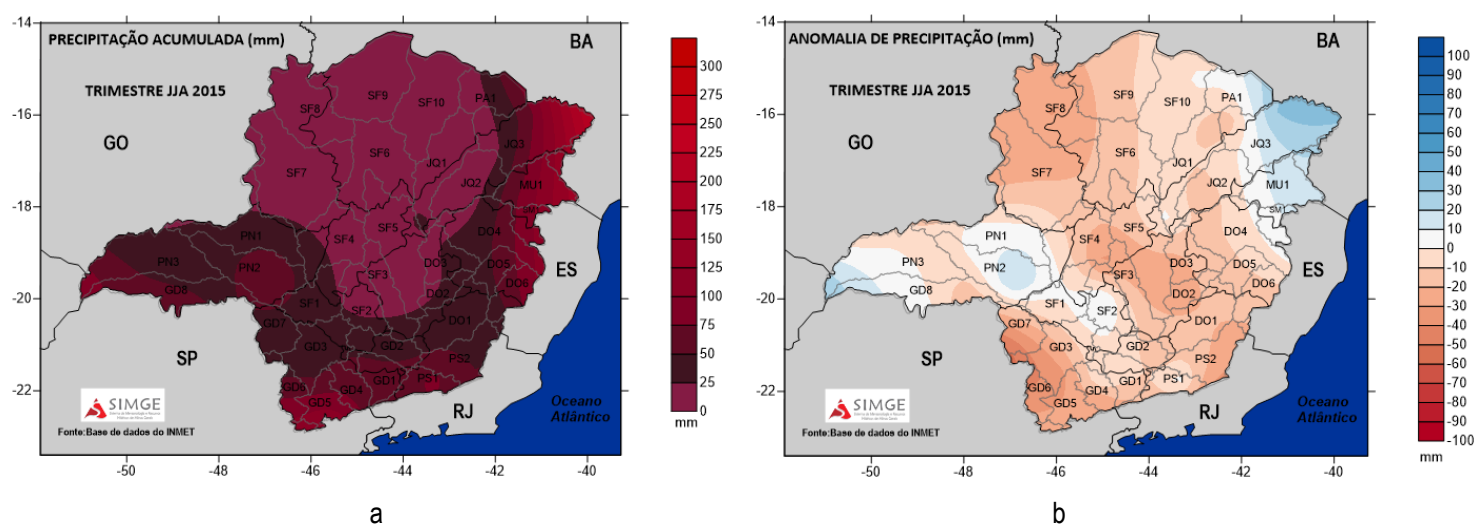 PRECIPITAÇÃO ACUMULADA (mm)
TRIMESTRE JJA 2015
BA
GO
ES
SP
RJ
Oceano
Atlântico
SF9
SF8
SF10
PA1
JQ3
SF6
JQ1
SF7
JQ2
MU1
PN1
SF4
SF5
DO4
PN3
PN2
SF3
DO3
DO5
GD8
SF1
SF2
DO2
DO6
GD7
DO1
GD3
GD2
PS2
GD6
GD5
GD4
GD1
PS1
SIMGE
Fonte:Base de dados do INMET
-14
-16
-18
-20
-22
-50
-48
-46
-44
-42
-40
300
275
250
225
200
175
150
125
100
75
50
25
0
mm
a
ANOMALIA DE PRECIPITAÇÃO (mm)
TRIMESTRE JJA 2015
BA
GO
ES
SP
RJ
Oceano
Atlântico
SF9
SF8
SF10
PA1
JQ3
SF6
JQ1
SF7
JQ2
MU1
PN1
SF4
SF5
DO4
PN3
PN2
SF3
DO3
DO5
GD8
SF1
SF2
DO2
DO6
GD7
DO1
GD3
GD2
PS2
GD6
GD5
GD4
GD1
PS1
SIMGE
Fonte:Base de dados do INMET
-14
-16
-18
-20
-22
-50
-48
-46
-44
-42
-40
100
90
80
70
60
50
40
30
20
10
-10
-20
-30
-40
-50
-60
-70
-80
-90
-100
mm
b